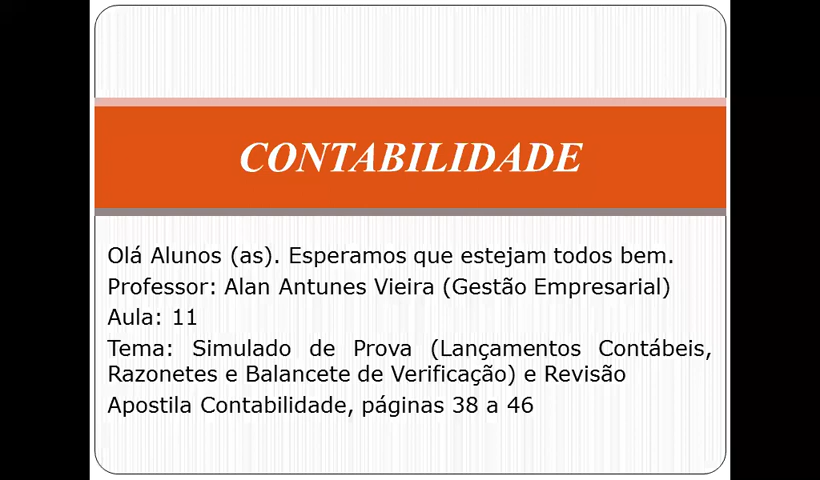 CONTABILIDADE
Olá Alunos (as). Esperamos que estejam todos bem.
Professor: Alan Antunes Vieira (Gestão Empresarial)
Aula: 11
Tema: Simulado de Prova (Lançamentos Contábeis,
Razonetes e Balancete de Verificação) e Revisão
Apostila Contabilidade, páginas 38 a 46